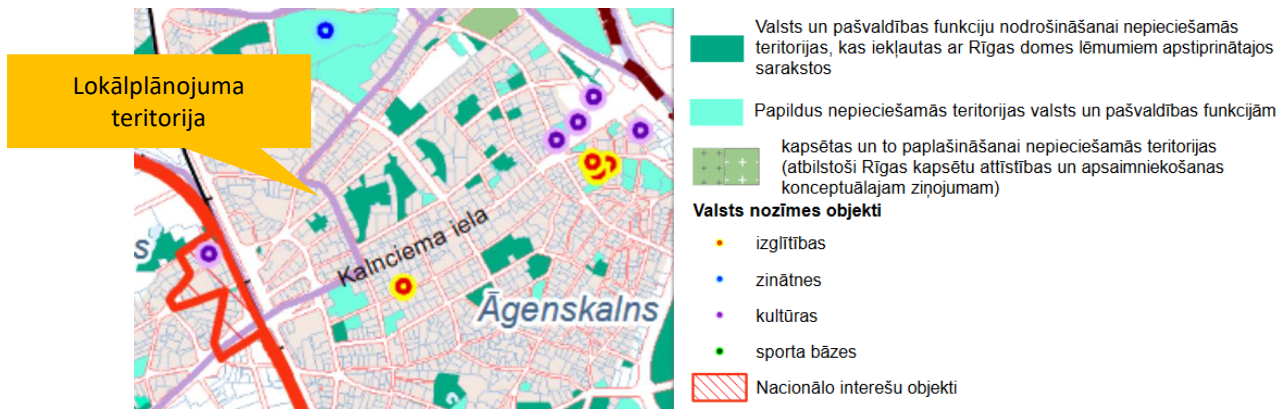 Lokālplānojuma
teritorija
Kalnciema iela
Āgenskalns
s
Valsts un pašvaldības funkciju nodrošināšanai nepieciešamās
teritorijas, kas iekļautas ar Rīgas domes lēmumiem apstiprinātajos
sarakstos
Papildus nepieciešamās teritorijas valsts un pašvaldības funkcijām
kapsētas un to paplašināšanai nepieciešamās teritorijas
(atbilstoši Rīgas kapsētu attīstības un apsaimniekošanas
konceptuālajam ziņojumam)
Valsts nozīmes objekti
izglītības
zinātnes
kultūras
sporta bāzes
Nacionālo interešu objekti